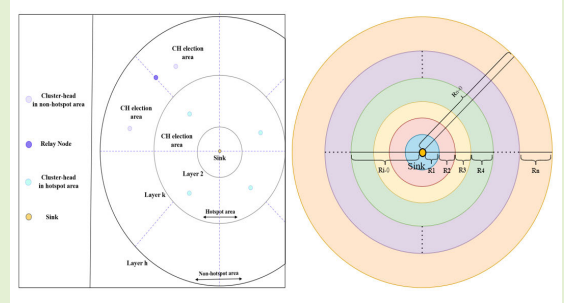 Cluster-head
in non-hotspot area
Relay Node
Cluster-head
in hotspot area
Sink
CH election
area
CH election
area
CH election
area
Sink
Layer 2
Layer k
Hotspot area
Layer h
Non-hotspot area
Sink
Ri-0
R1
R2
R3
R4
Rn